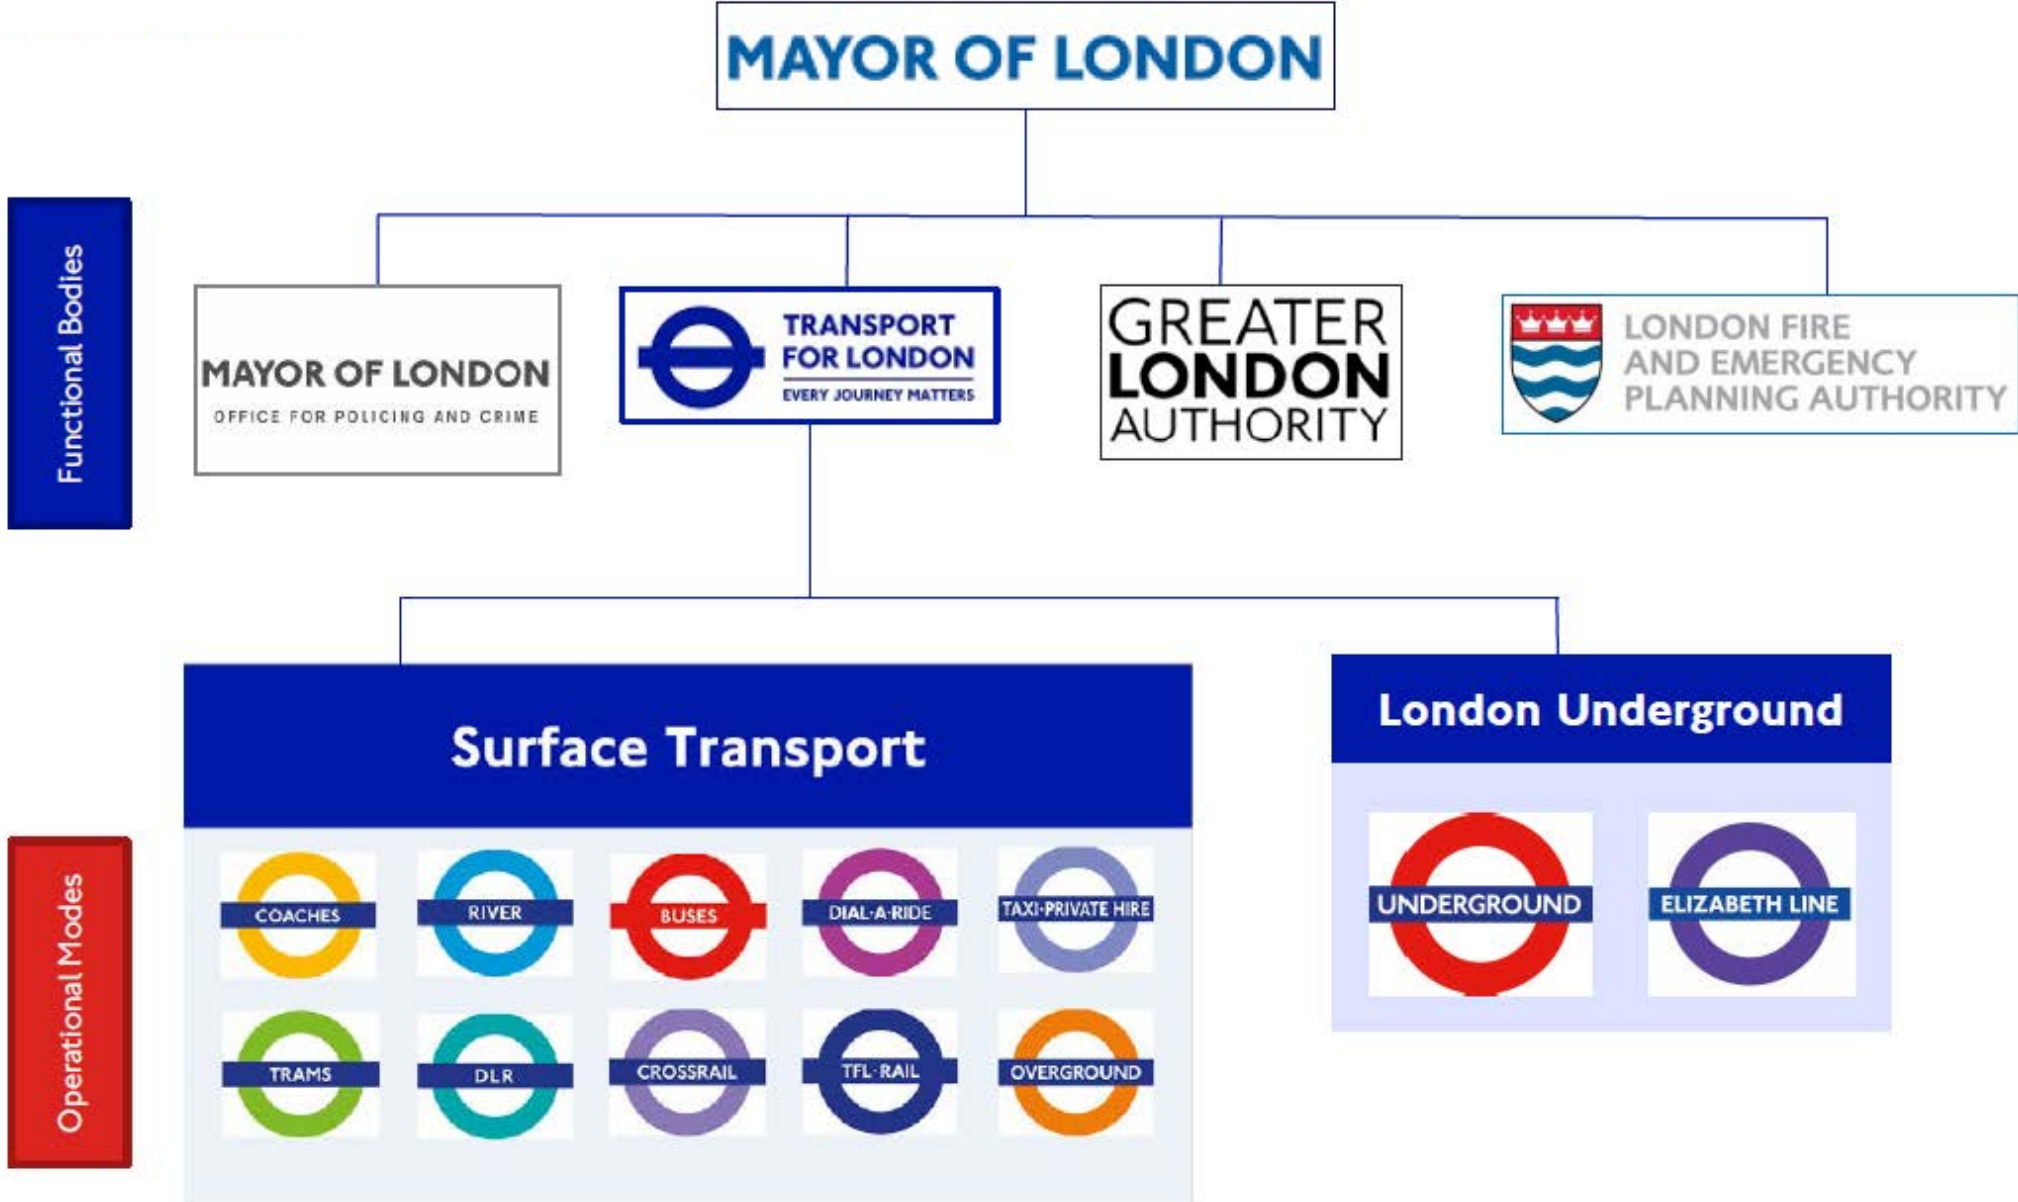 MAYOR OF LONDON
Functional Bodies
MAYOR OF LONDON
OFFICE FOR POLICING AND CRIME
TRANSPORT
FOR LONDON
EVERY JOURNEY MATTERS
GREATER
LONDON
AUTHORITY
LONDON FIRE
AND EMERGENCY
PLANNING AUTHORITY
Surface Transport
London Underground
Operational Modes
COACHES
RIVER
BUSES
DIAL·A·RIDE
TAXI·PRIVATE HIRE
UNDERGROUND
ELIZABETH LINE
TRAMS
DLR
CROSSRAIL
TFL·RAIL
OVERGROUND